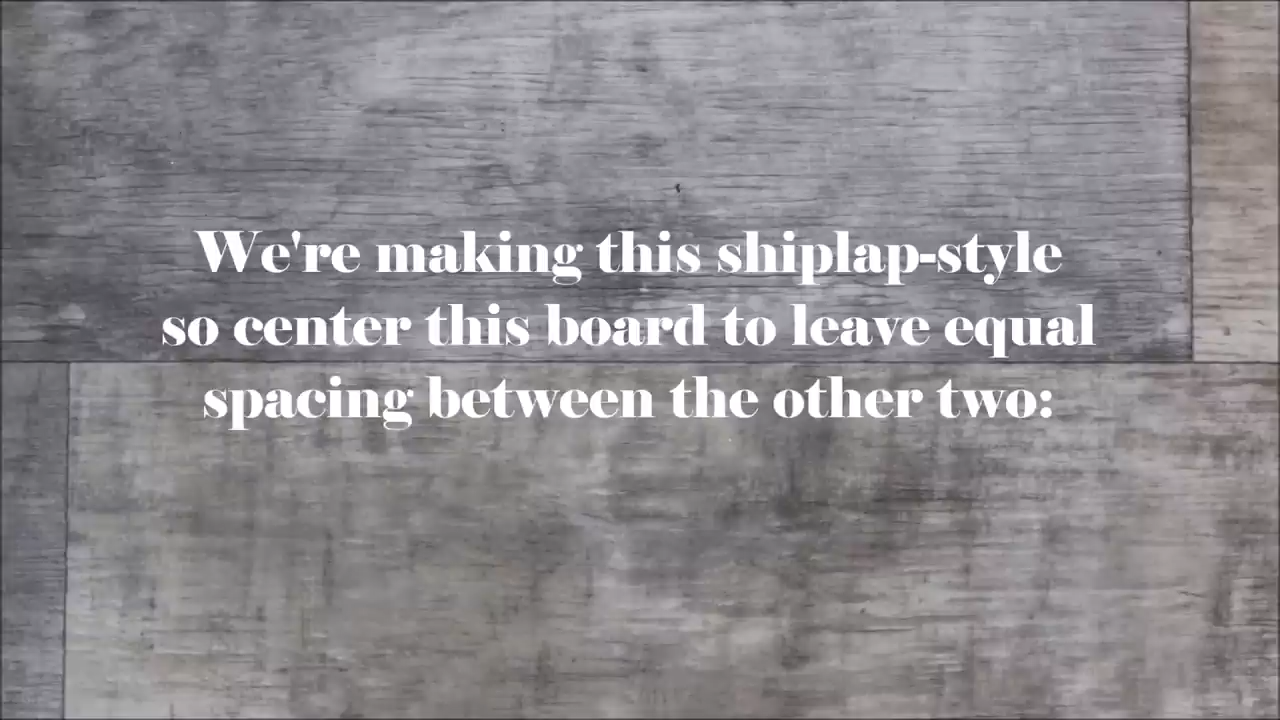 We're making this shiplap-style
so center this board to leave equal
spacing between the other two: